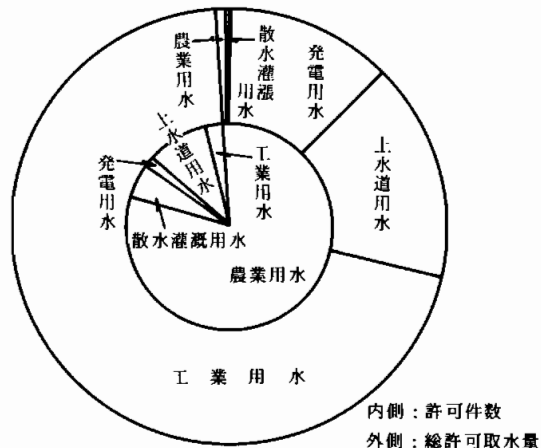 農業用水
散水灌漑
用水
発電用水
上水道用水
工業用水
発電用水
上水道用水
散水灌漑用水
工業用水
農業用水
内側：許可件数
外側：総許可取水量